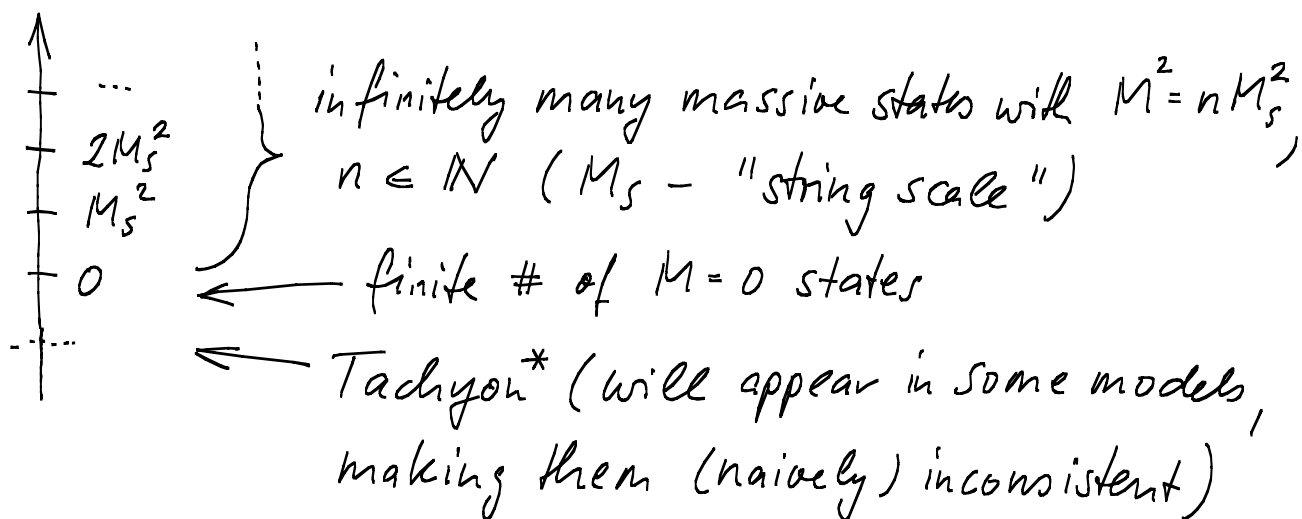 ...
2M_s^2
M_s^2
0
infinitely many massive states with M^2 = nM_s^2,
n ∈ ℕ (M_s - "string scale")
finite # of M = 0 states
Tachyon* (will appear in some models,
making them (naively) inconsistent)